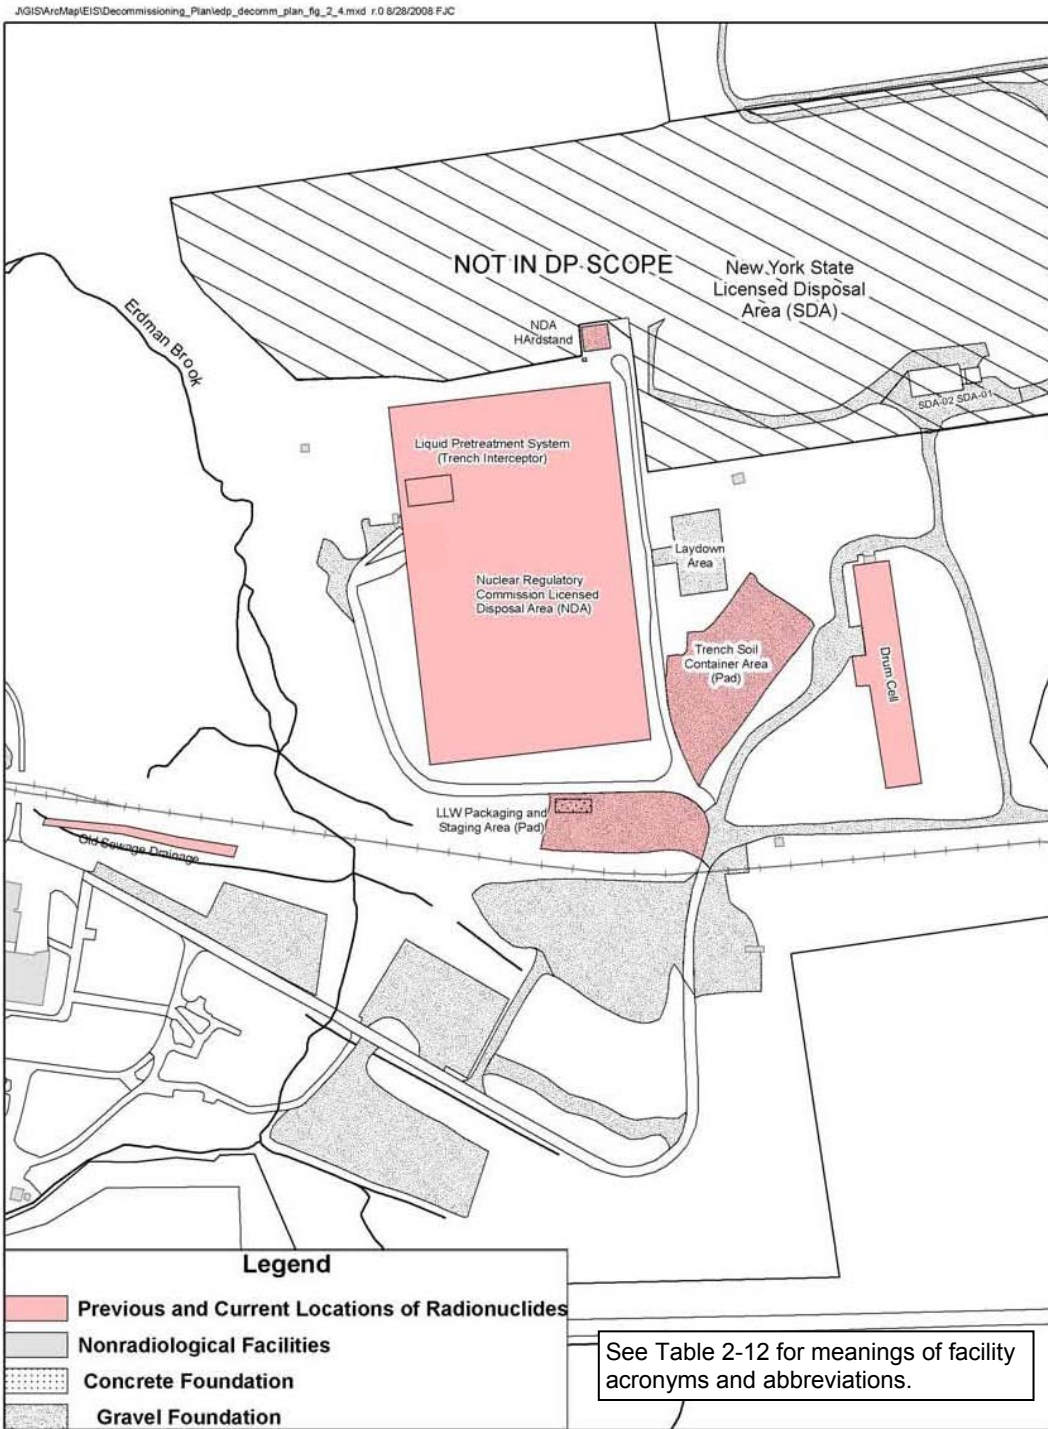 J\GIS\ArcMap\EIS\Decommissioning_Plan\edp_decomm_plan_fig_2_4.mxd r.0 8/28/2008 FJC
NOT IN DP SCOPE
New York State
Licensed Disposal
Area (SDA)
Erdman Brook
NDA
HArdstand
SDA-02 SDA-01
Liquid Pretreatment System
(Trench Interceptor)
Laydown
Area
Nuclear Regulatory
Commission Licensed
Disposal Area (NDA)
Trench Soil
Container Area
(Pad)
Drum Cell
LLW Packaging and
Staging Area (Pad)
Old Sewage Drainage
Legend
Previous and Current Locations of Radionuclides
Nonradiological Facilities
Concrete Foundation
Gravel Foundation
See Table 2-12 for meanings of facility
acronyms and abbreviations.